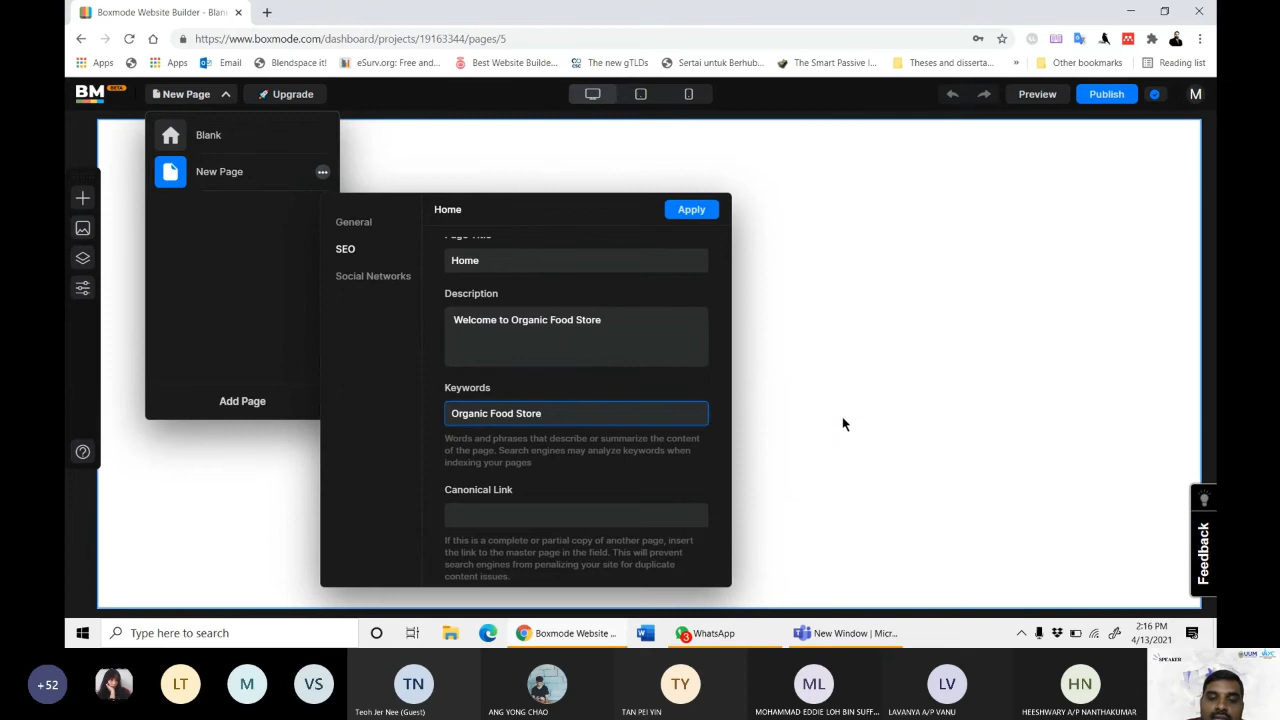 Boxmode Website Builder - Blan
https://www.boxmode.com/dashboard/projects/19163344/pages/5
Apps
Apps
Email
Blendspace it!
eSurv.org: Free and...
Best Website Builde...
The new gTLDs
Sertai untuk Berhub...
The Smart Passive I...
Theses and disserta...
»
Other bookmarks
Reading list
BM BETA
New Page
Upgrade
Preview
Publish
M
Blank
New Page
Add Page
General
SEO
Social Networks
Home
Apply
Page Title
Home
Description
Welcome to Organic Food Store
Keywords
Organic Food Store
Words and phrases that describe or summarize the content
of the page. Search engines may analyze keywords when
indexing your pages
Canonical Link
If this is a complete or partial copy of another page, insert
the link to the master page in the field. This will prevent
search engines from penalizing your site for duplicate
content issues.
Feedback
Type here to search
Boxmode Website ...
WhatsApp
3
New Window | Micr...
2:16 PM
4/13/2021
+52
LT
M
VS
TN
TY
ML
LV
HN
Teoh Jer Nee (Guest)
ANG YONG CHAO
TAN PEI YIN
MOHAMMAD EDDIE LOH BIN SUFF...
LAVANYA A/P VANU
HEESHWARY A/P NANTHAKUMAR
SPEAKER
UUM